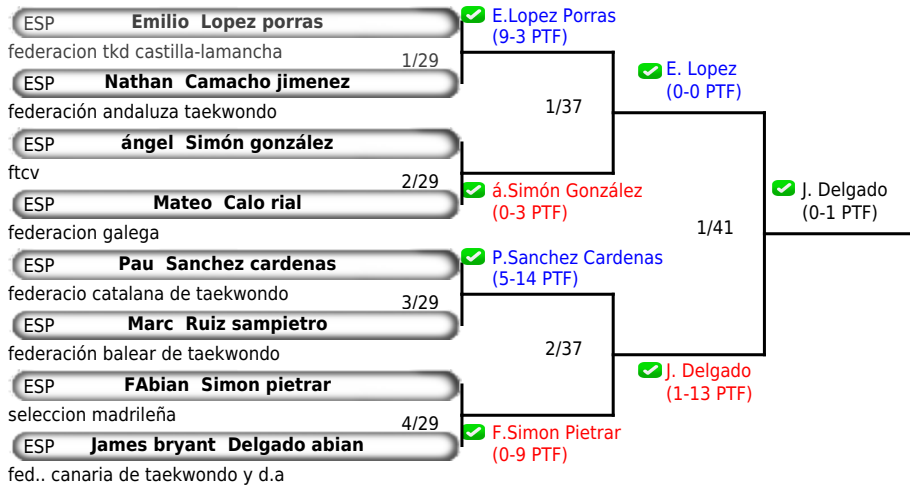 ESP Emilio Lopez porras
federacion tkd castilla-lamancha
1/29
ESP Nathan Camacho jimenez
federación andaluza taekwondo
ESP ángel Simón gonzález
ftcv
2/29
ESP Mateo Calo rial
federacion galega
ESP Pau Sanchez cardenas
federacio catalana de taekwondo
3/29
ESP Marc Ruiz sampietro
federación balear de taekwondo
ESP FAbian Simon pietrar
seleccion madrileña
4/29
ESP James bryant Delgado abian
fed.. canaria de taekwondo y d.a
E.Lopez Porras
(9-3 PTF)
1/37
á.Simón González
(0-3 PTF)
P.Sanchez Cardenas
(5-14 PTF)
2/37
F.Simon Pietrar
(0-9 PTF)
E. Lopez
(0-0 PTF)
1/41
J. Delgado
(1-13 PTF)
J. Delgado
(0-1 PTF)